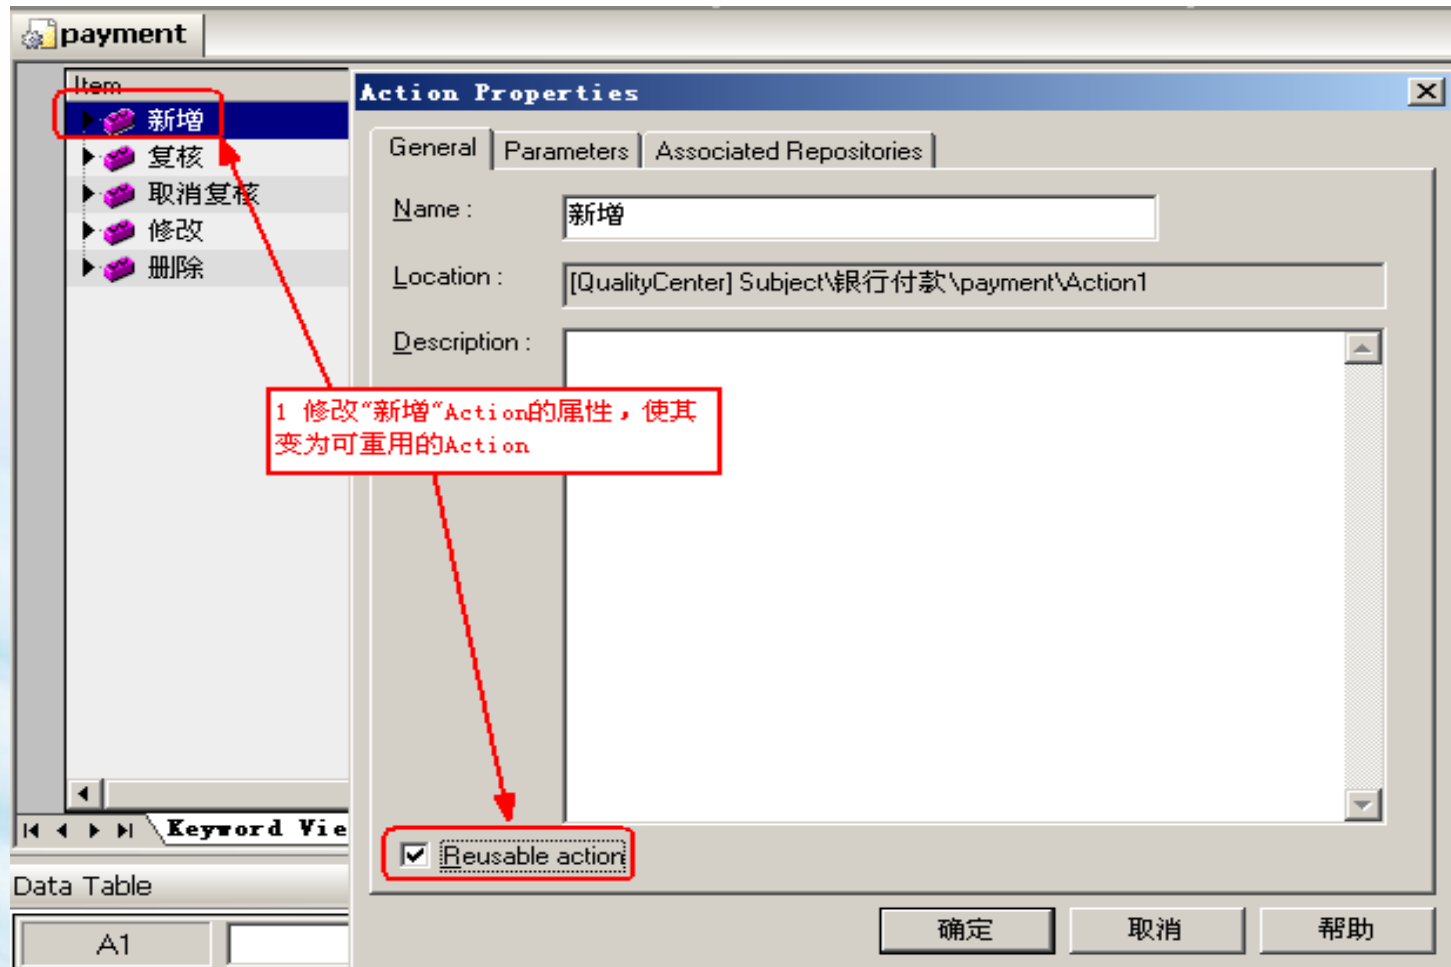 payment
Item
新增
复核
取消复核
修改
删除
Action Properties
General
Parameters
Associated Repositories
Name :
新增
Location :
[QualityCenter] Subject\银行付款\payment\Action1
Description :
1 修改“新增”Action的属性，使其
变为可重用的Action
Keyword Vie
Reusable action
Data Table
A1
确定
取消
帮助